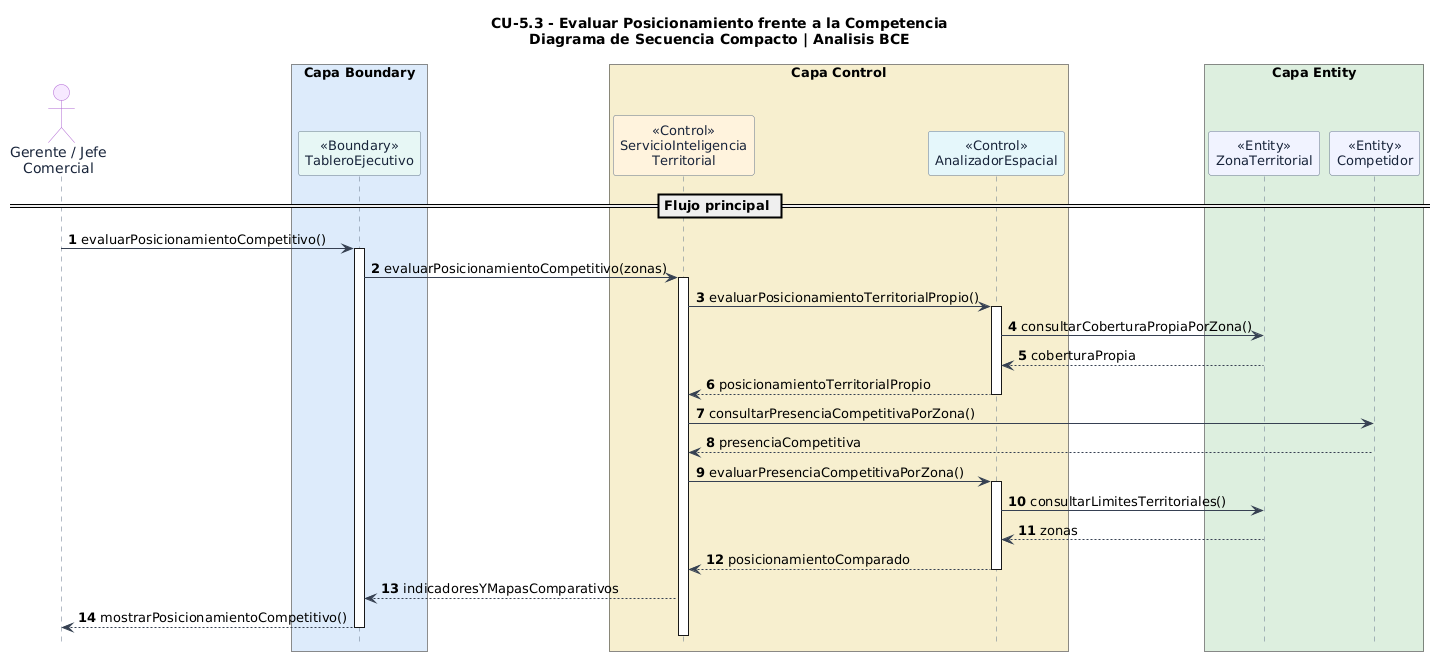 CU-5.3 - Evaluar Posicionamiento frente a la Competencia
Diagrama de Secuencia Compacto | Analisis BCE
Capa Boundary
Capa Control
Capa Entity
Gerente / Jefe
Comercial
«Boundary»
TableroEjecutivo
«Control»
ServicioInteligencia
Territorial
«Control»
AnalizadorEspacial
«Entity»
ZonaTerritorial
«Entity»
Competidor
Flujo principal
1 evaluarPosicionamientoCompetitivo()
2 evaluarPosicionamientoCompetitivo(zonas)
3 evaluarPosicionamientoTerritorialPropio()
4 consultarCoberturaPropiaPorZona()
5 coberturaPropia
6 posicionamientoTerritorialPropio
7 consultarPresenciaCompetitivaPorZona()
8 presenciaCompetitiva
9 evaluarPresenciaCompetitivaPorZona()
10 consultarLimitesTerritoriales()
11 zonas
12 posicionamientoComparado
13 indicadoresYMapasComparativos
14 mostrarPosicionamientoCompetitivo()